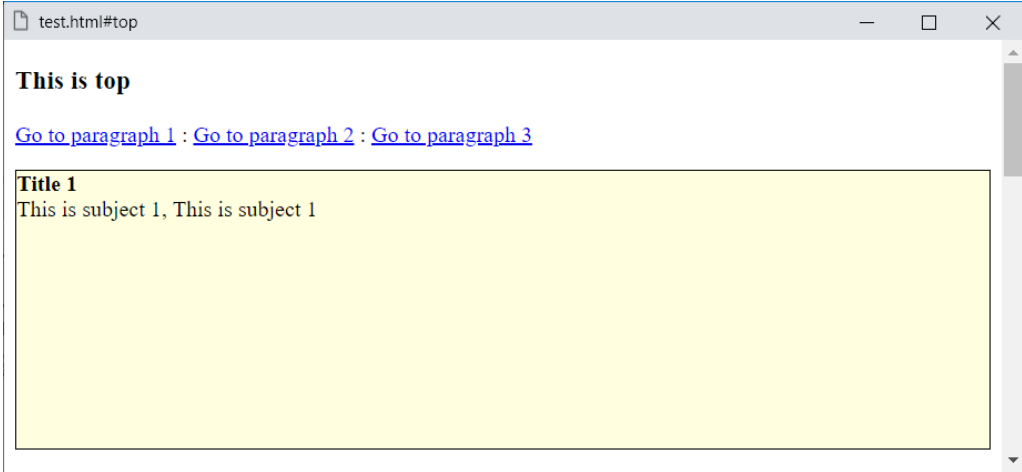 test.html#top
This is top
Go to paragraph 1 : Go to paragraph 2 : Go to paragraph 3
Title 1
This is subject 1, This is subject 1